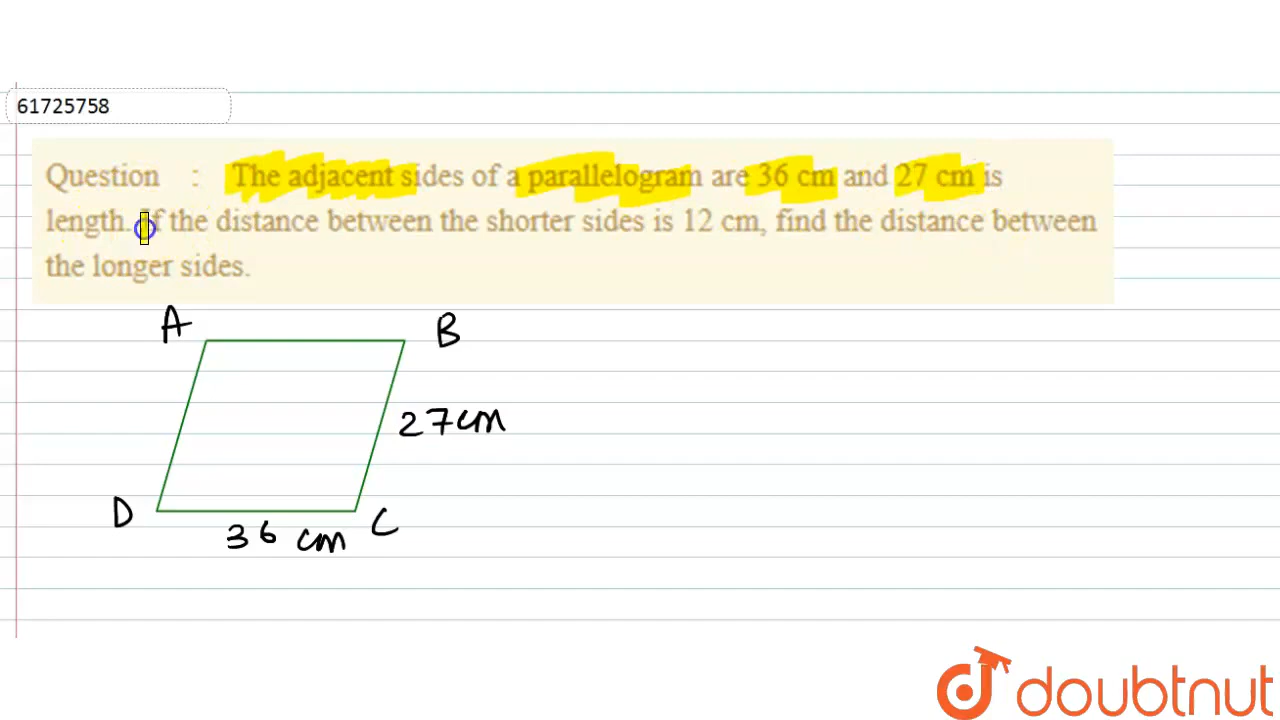 61725758
Question : The adjacent sides of a parallelogram are 36 cm and 27 cm is
length. If the distance between the shorter sides is 12 cm, find the distance between
the longer sides.
A
B
27cm
D
36 cm
C
doubtnut